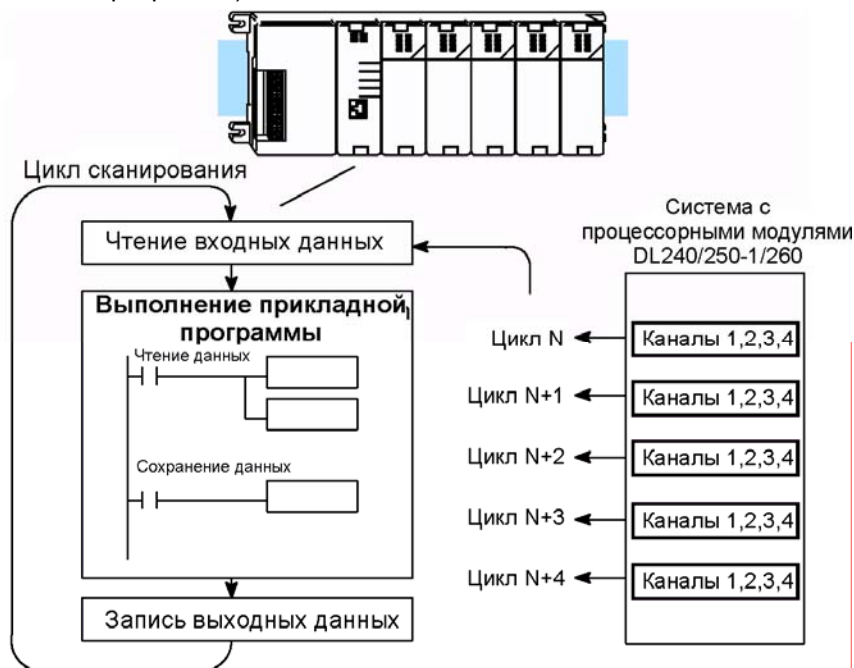 Цикл сканирования
Чтение входных данных
Выполнение прикладной
программы
Чтение данных
Сохранение данных
Запись выходных данных
Система с
процессорными модулями
DL240/250-1/260
Цикл N
Каналы 1,2,3,4
Цикл N+1
Каналы 1,2,3,4
Цикл N+2
Каналы 1,2,3,4
Цикл N+3
Каналы 1,2,3,4
Цикл N+4
Каналы 1,2,3,4